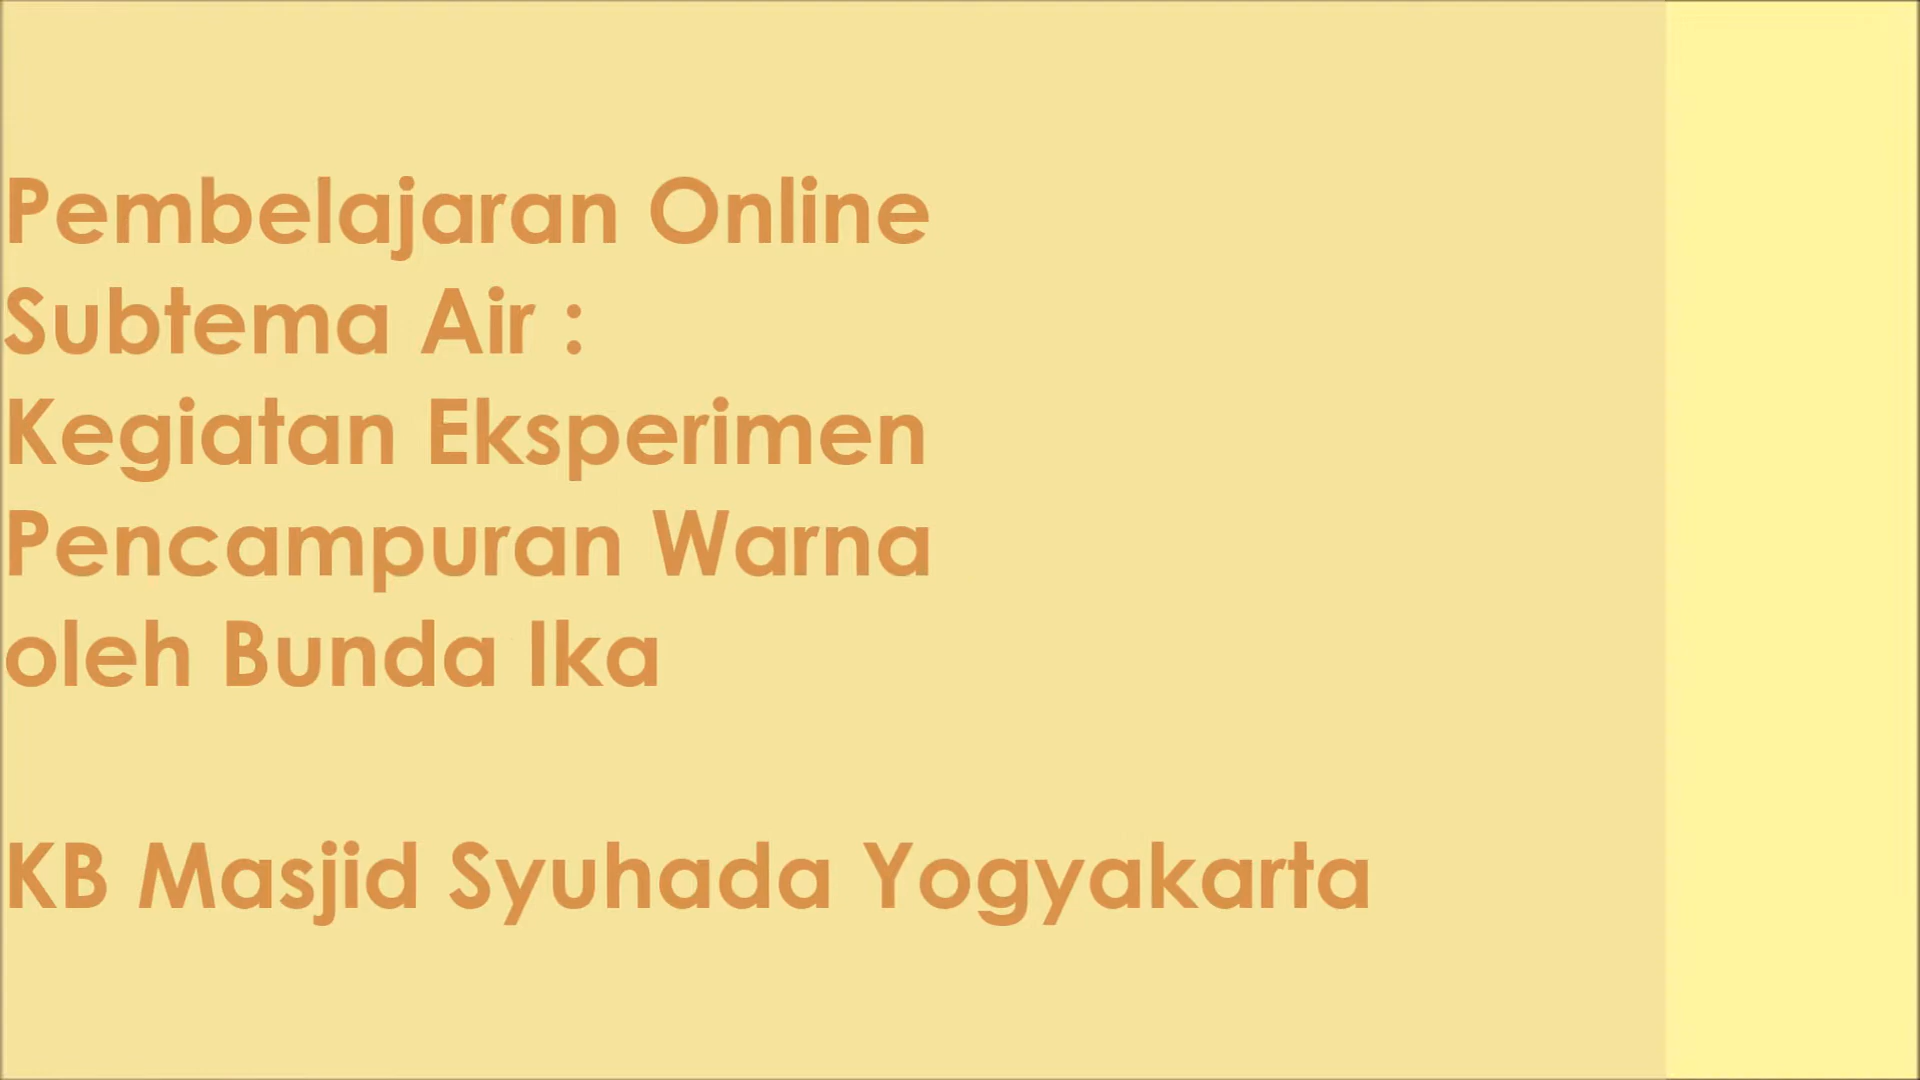 Pembelajaran Online
Subtema Air :
Kegiatan Eksperimen
Pencampuran Warna
oleh Bunda Ika
KB Masjid Syuhada Yogyakarta